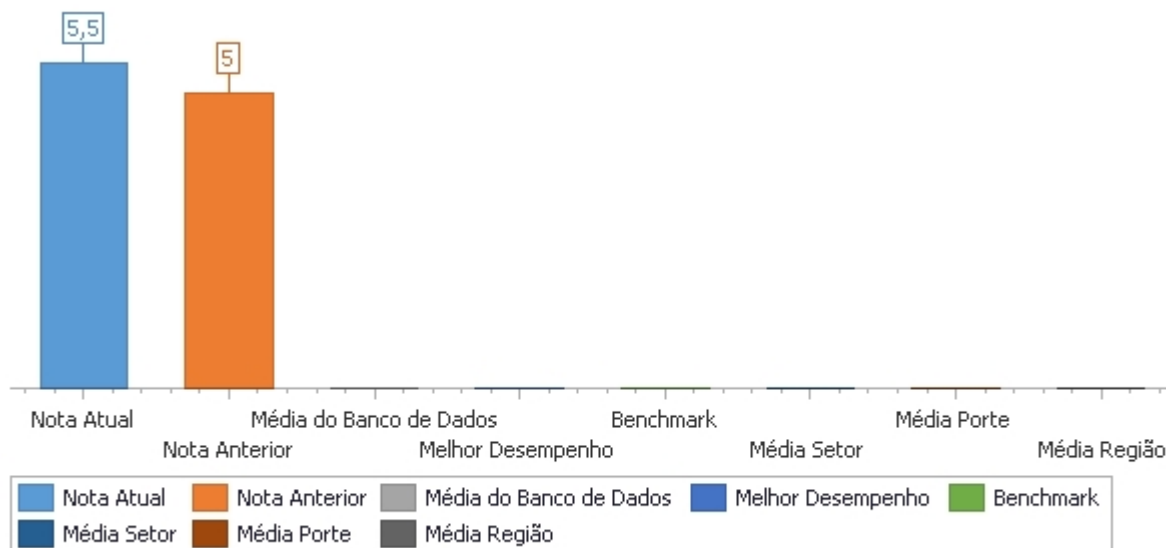 5,5
5
Nota Atual Média do Banco de Dados Benchmark Média Porte
Nota Anterior Melhor Desempenho Média Setor Média Região
Nota Atual Nota Anterior Média do Banco de Dados Melhor Desempenho Benchmark
Média Setor Média Porte Média Região